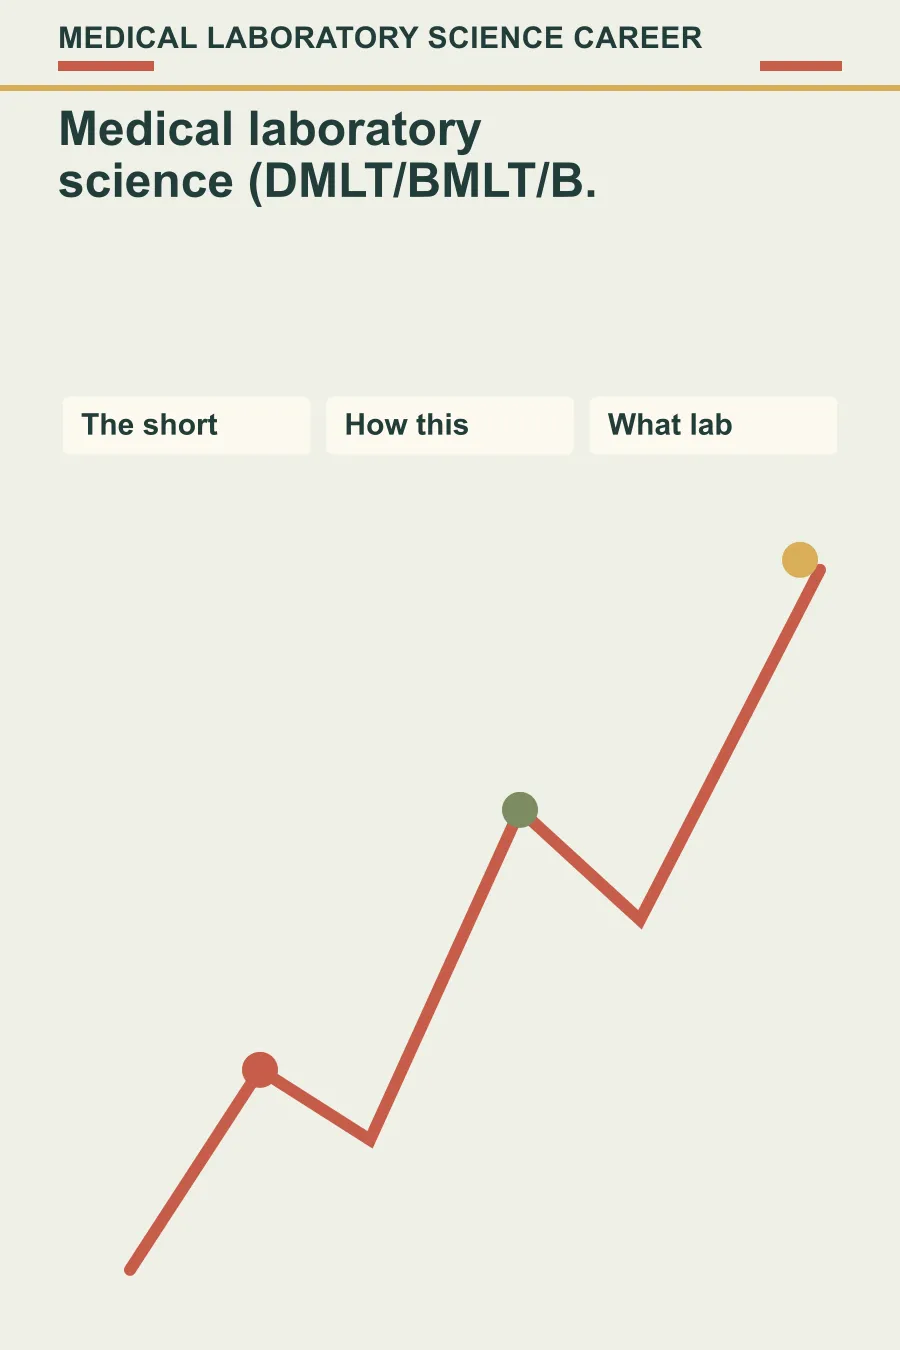 MEDICAL LABORATORY SCIENCE CAREER
Medical laboratory
science (DMLT/BMLT/B.
The short
How this
What lab